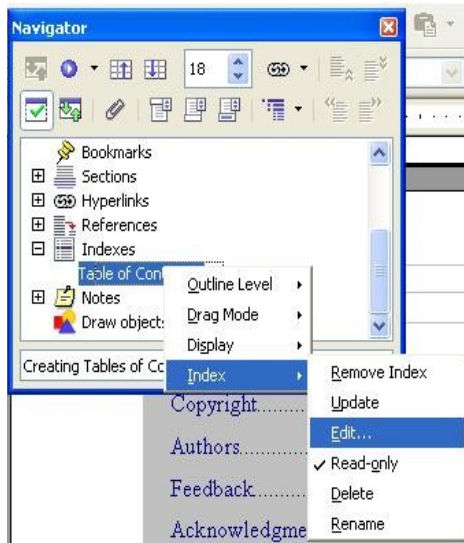 Navigator
18
Bookmarks
Sections
Hyperlinks
References
Indexes
Table of Con
Notes
Draw object
Creating Tables of Co
Outline Level
Drag Mode
Display
Index
Remove Index
Update
Edit...
Read-only
Delete
Rename
Copyright..........
Authors..............
Feedback..........
Acknowledgme